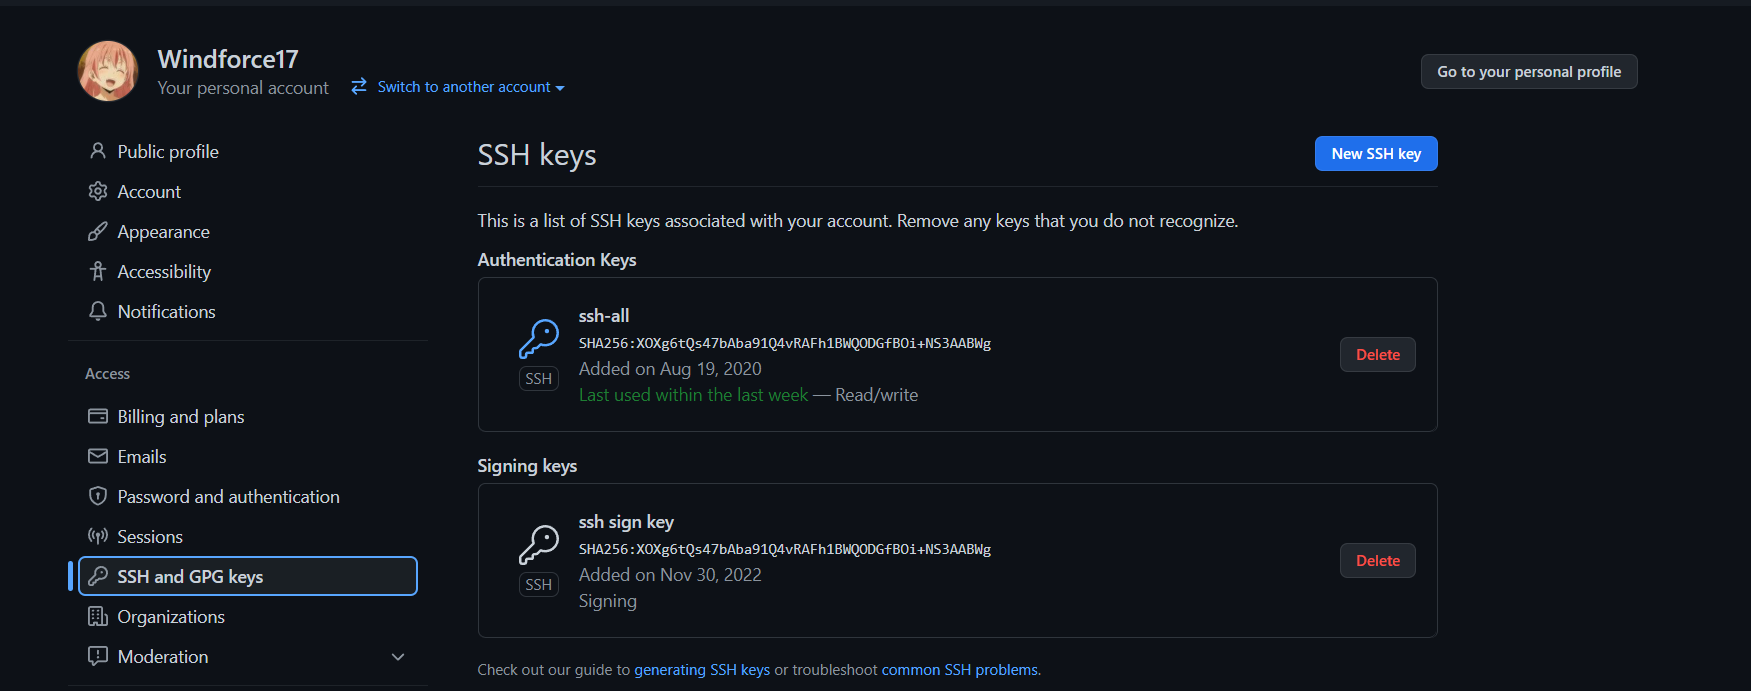 Windforce17
Your personal account
Switch to another account
Go to your personal profile
Public profile
Account
Appearance
Accessibility
Notifications
Access
Billing and plans
Emails
Password and authentication
Sessions
SSH and GPG keys
Organizations
Moderation
SSH keys
New SSH key
This is a list of SSH keys associated with your account. Remove any keys that you do not recognize.
Authentication Keys
ssh-all
SHA256:XOXg6tQs47bAba91Q4vRAFh1BWQODGfBOi+NS3AABWg
Added on Aug 19, 2020
Last used within the last week — Read/write
SSH
Delete
Signing keys
ssh sign key
SHA256:XOXg6tQs47bAba91Q4vRAFh1BWQODGfBOi+NS3AABWg
Added on Nov 30, 2022
Signing
SSH
Delete
Check out our guide to generating SSH keys or troubleshoot common SSH problems.